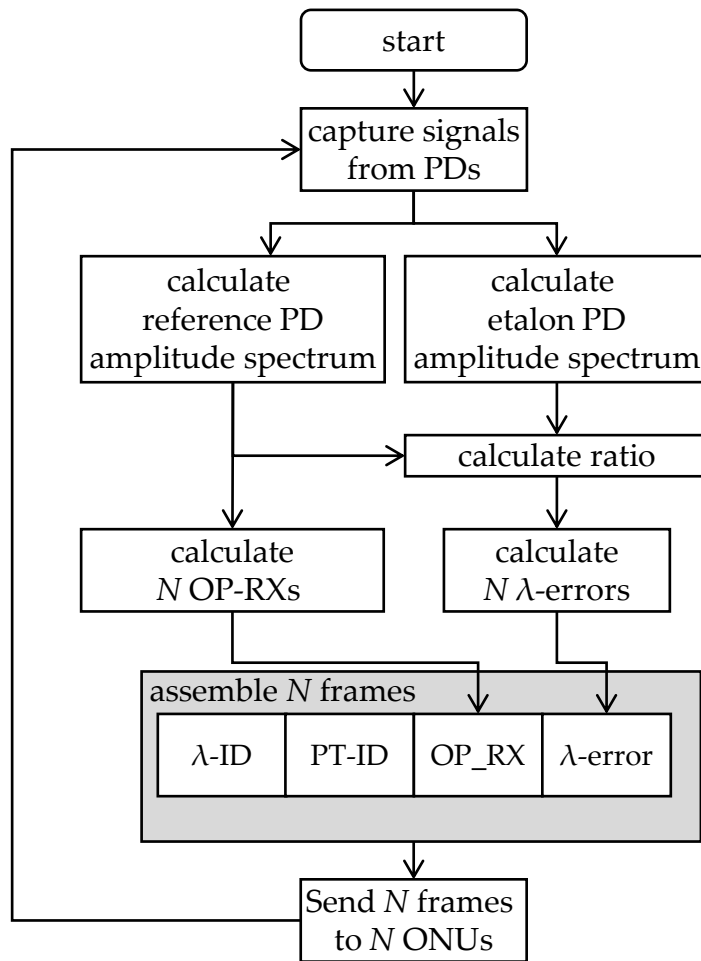 start
capture signals
from PDs
calculate
reference PD
amplitude spectrum
calculate
etalon PD
amplitude spectrum
calculate ratio
calculate
N OP-RXs
calculate
N λ-errors
assemble N frames
λ-ID
PT-ID
OP_RX
λ-error
Send N frames
to N ONUs